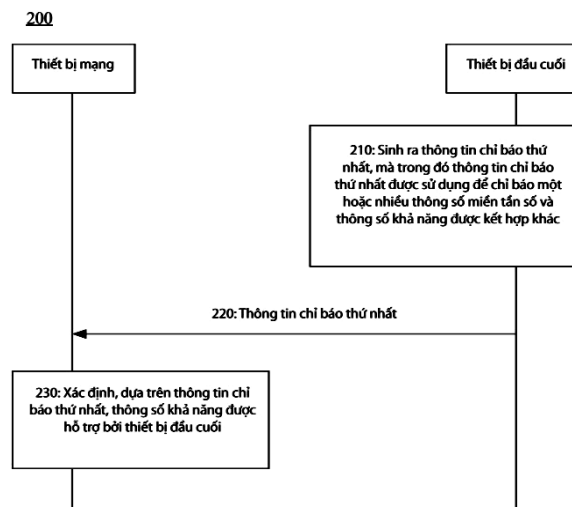 200
Thiết bị mạng
Thiết bị đầu cuối
210: Sinh ra thông tin chỉ báo thứ
nhất, mà trong đó thông tin chỉ báo
thứ nhất được sử dụng để chỉ báo một
hoặc nhiều thông số miền tần số và
thông số khả năng được kết hợp khác
220: Thông tin chỉ báo thứ nhất
230: Xác định, dựa trên thông tin chỉ
báo thứ nhất, thông số khả năng được
hỗ trợ bởi thiết bị đầu cuối